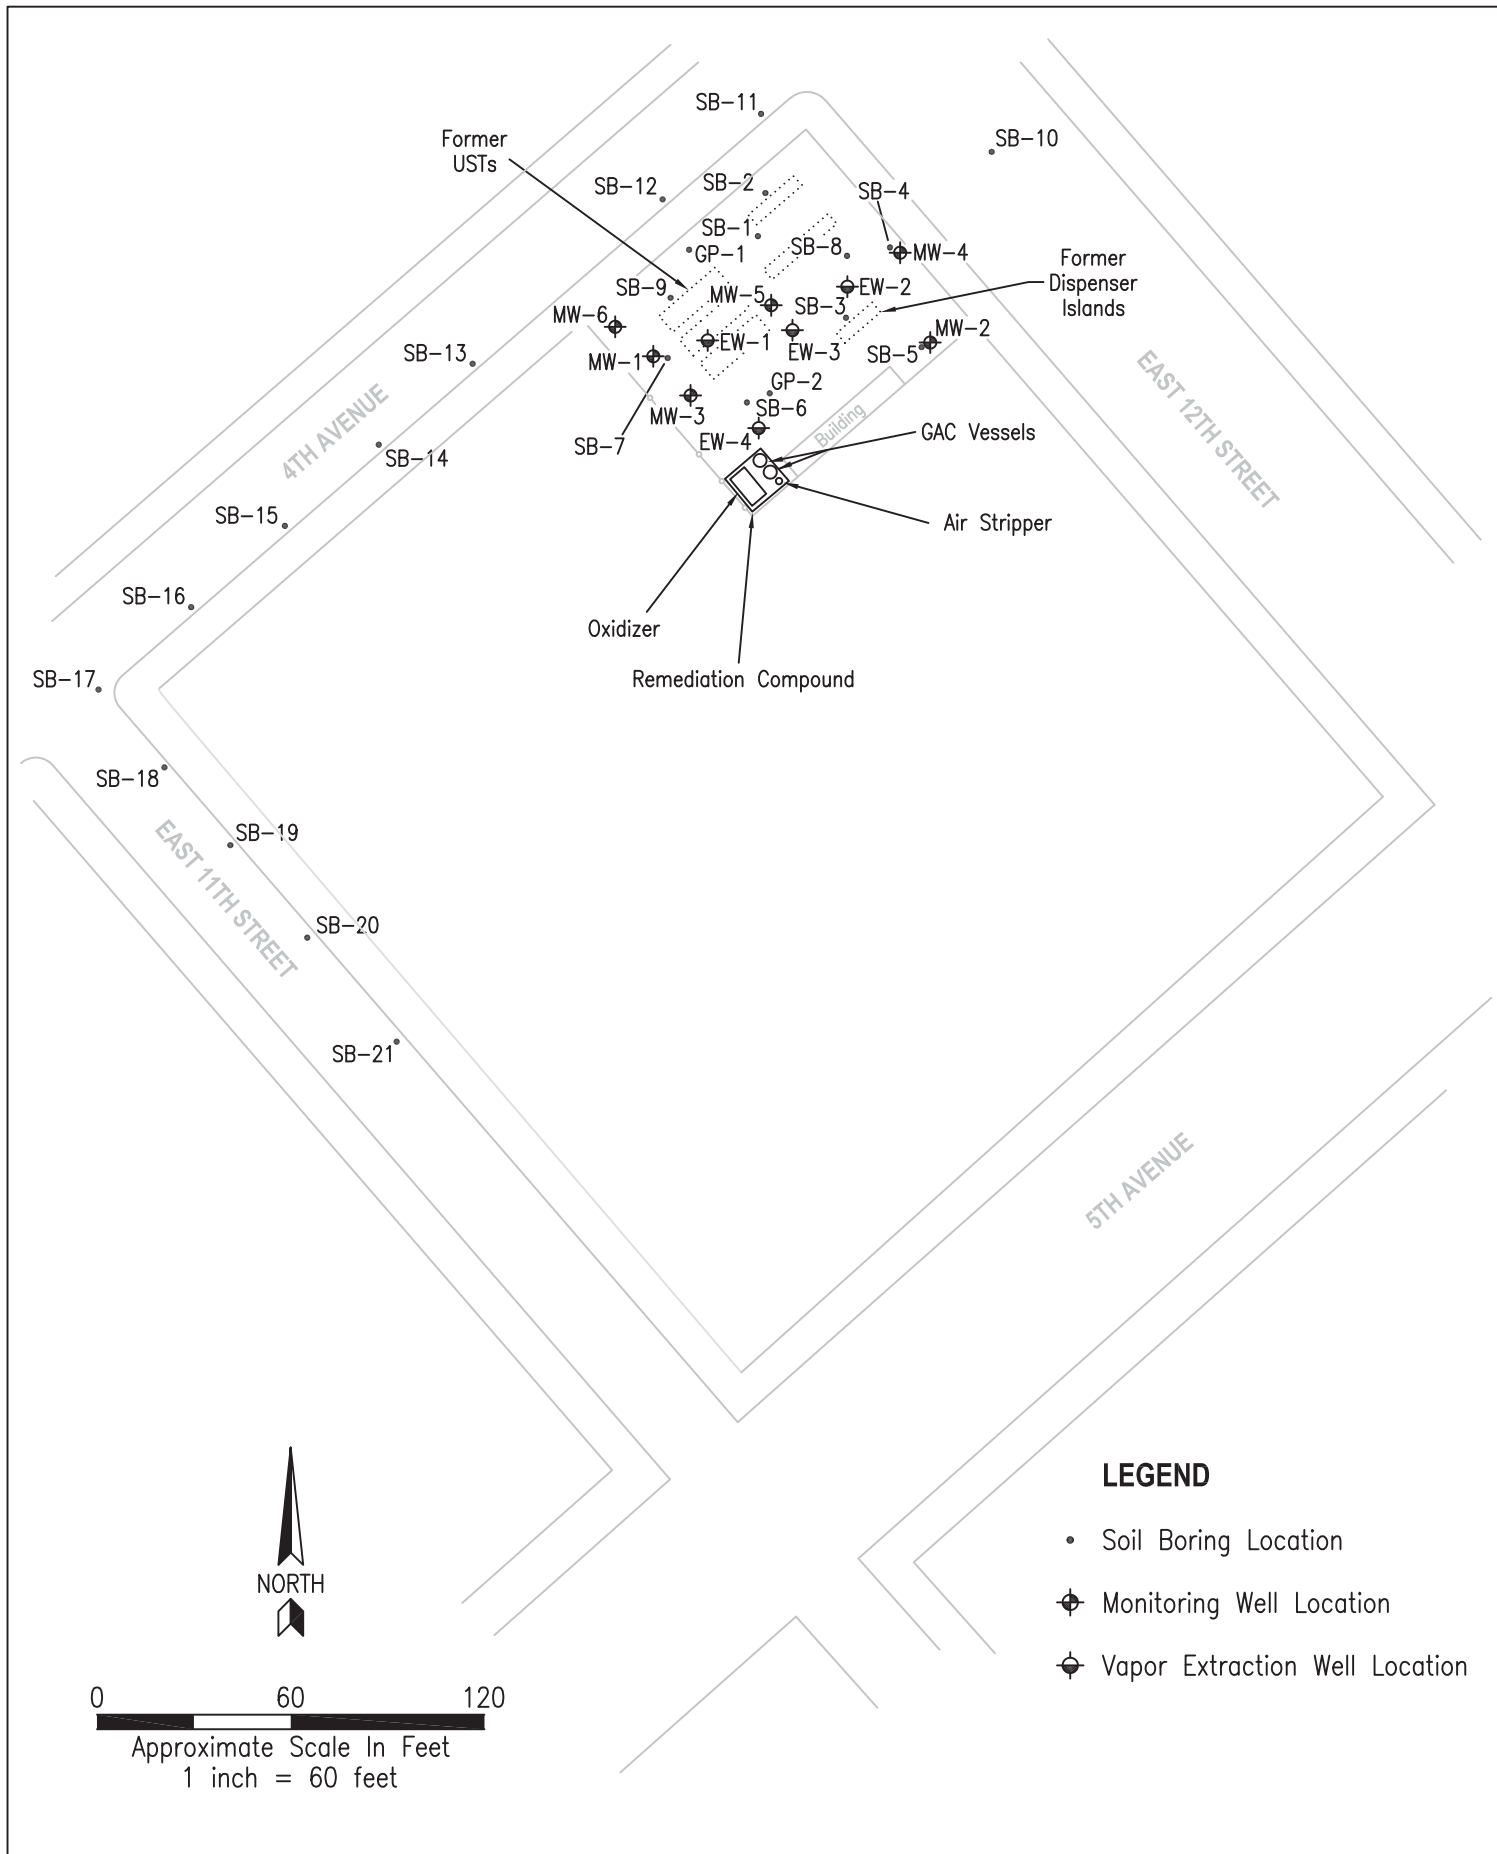 SB-11
SB-10
Former
USTs
SB-12
SB-2
SB-4
SB-1
GP-1
SB-8
MW-4
Former
Dispenser
Islands
SB-9
MW-5
EW-2
SB-3
MW-6
MW-2
EW-1
EW-3
SB-5
SB-13
MW-1
GP-2
SB-6
MW-3
EW-4
SB-7
Building
GAC Vessels
4TH AVENUE
EAST 12TH STREET
SB-14
SB-15
Air Stripper
SB-16
Oxidizer
SB-17
Remediation Compound
SB-18
SB-19
EAST 11TH STREET
SB-20
SB-21
5TH AVENUE
NORTH
0 60 120
Approximate Scale In Feet
1 inch = 60 feet
LEGEND
Soil Boring Location
Monitoring Well Location
Vapor Extraction Well Location